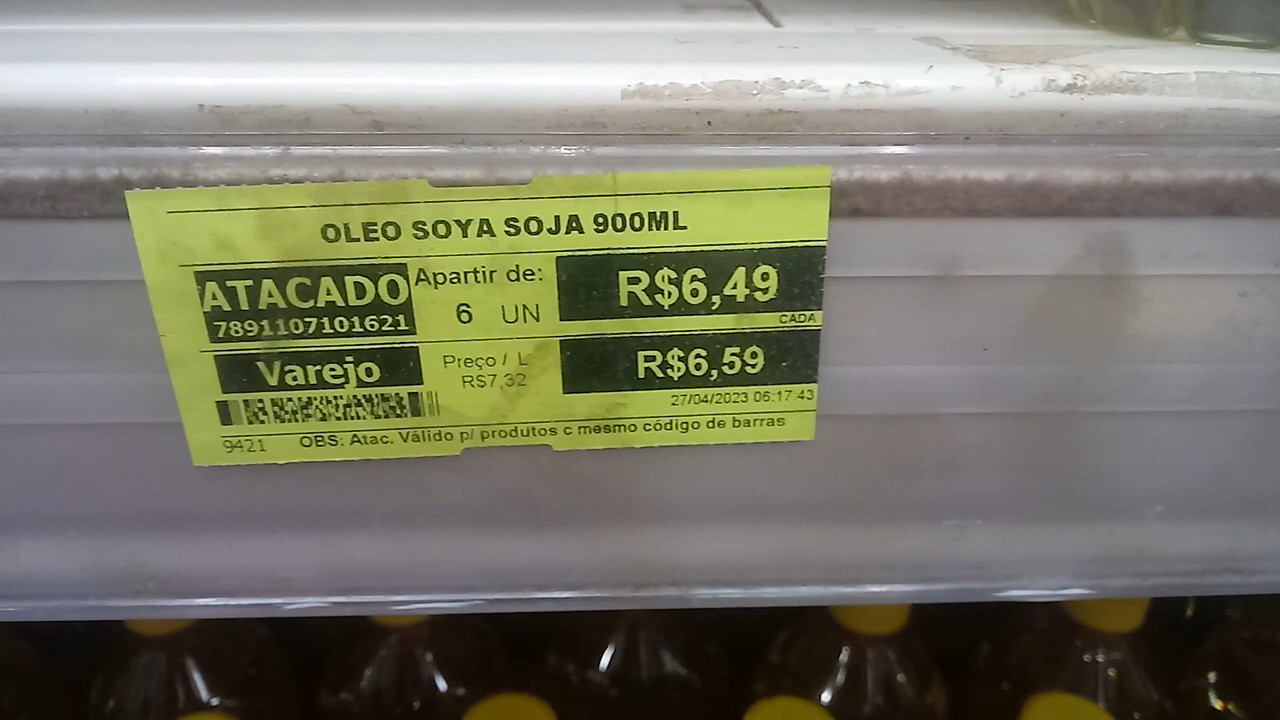 OLEO SOYA SOJA 900ML
ATACADO
7891107101621
Apartir de:
6 UN
R$6,49
CADA
Varejo
Preço / L
R$7,32
R$6,59
27/04/2023 06:17:43
9421
OBS: Atac. Válido p/ produtos c mesmo código de barras